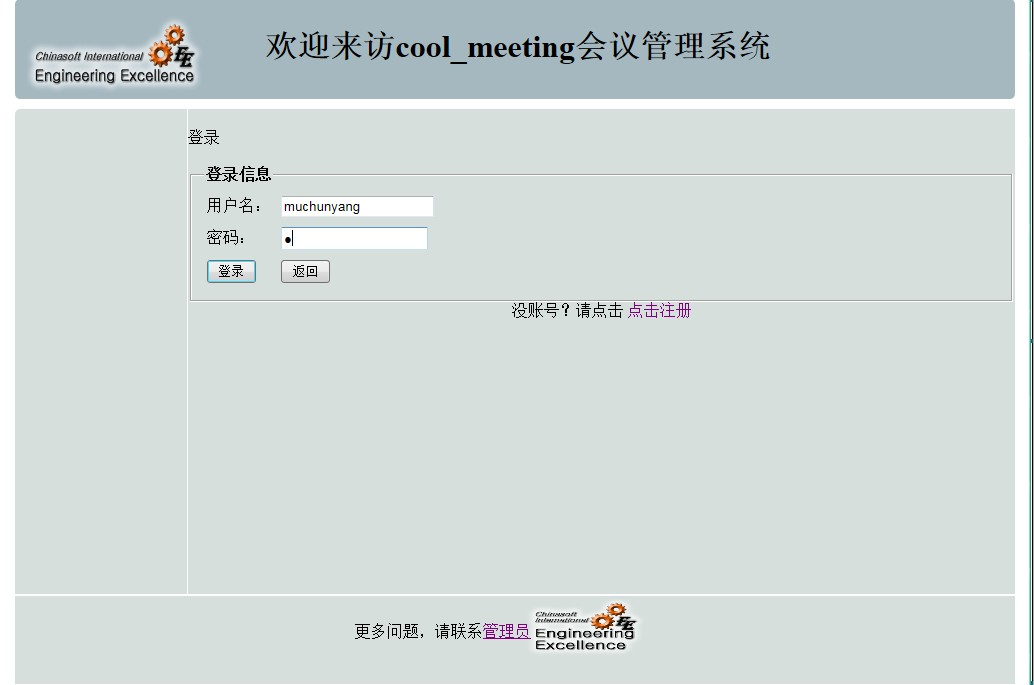 Chinasoft International
Engineering Excellence
欢迎来访cool_meeting会议管理系统
登录
登录信息
用户名： muchunyang
密码： ●
登录 返回
没账号？请点击 点击注册
更多问题，请联系管理员
Chinasoft
International
Engineering
Excellence